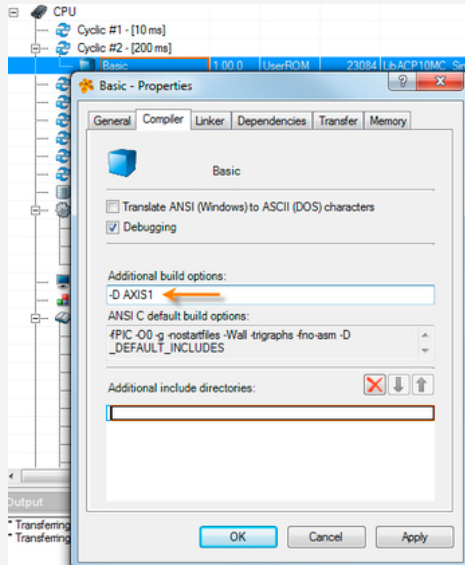 CPU
Cyclic #1 - [10 ms]
Cyclic #2 - [200 ms]
Basic 1.00.0 UserROM 23084 LibACP10MC_Sin
Basic - Properties
General Compiler Linker Dependencies Transfer Memory
Basic
Translate ANSI (Windows) to ASCII (DOS) characters
Debugging
Additional build options:
-D AXIS1
ANSI C default build options:
-fPIC -O0 -g -nostartfiles -Wall -trigraphs -fno-asm -D
_DEFAULT_INCLUDES
Additional include directories:
Output
* Transferring
* Transferring
OK Cancel Apply